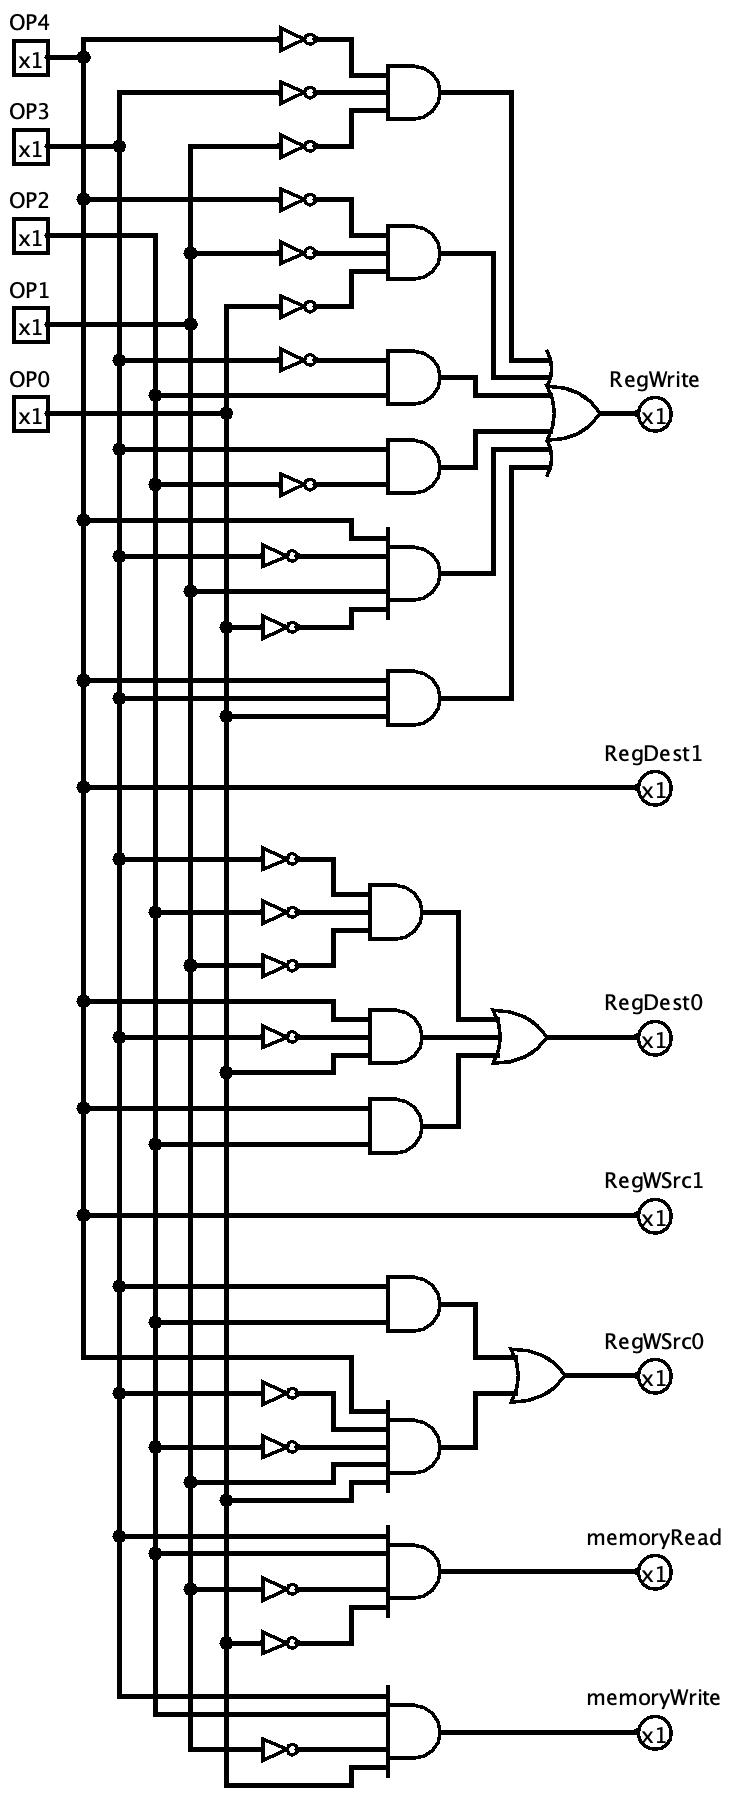 OP4
x1
OP3
x1
OP2
x1
OP1
x1
OP0
x1
RegWrite
x1
RegDest1
x1
RegDest0
x1
RegWSrc1
x1
RegWSrc0
x1
memoryRead
x1
memoryWrite
x1